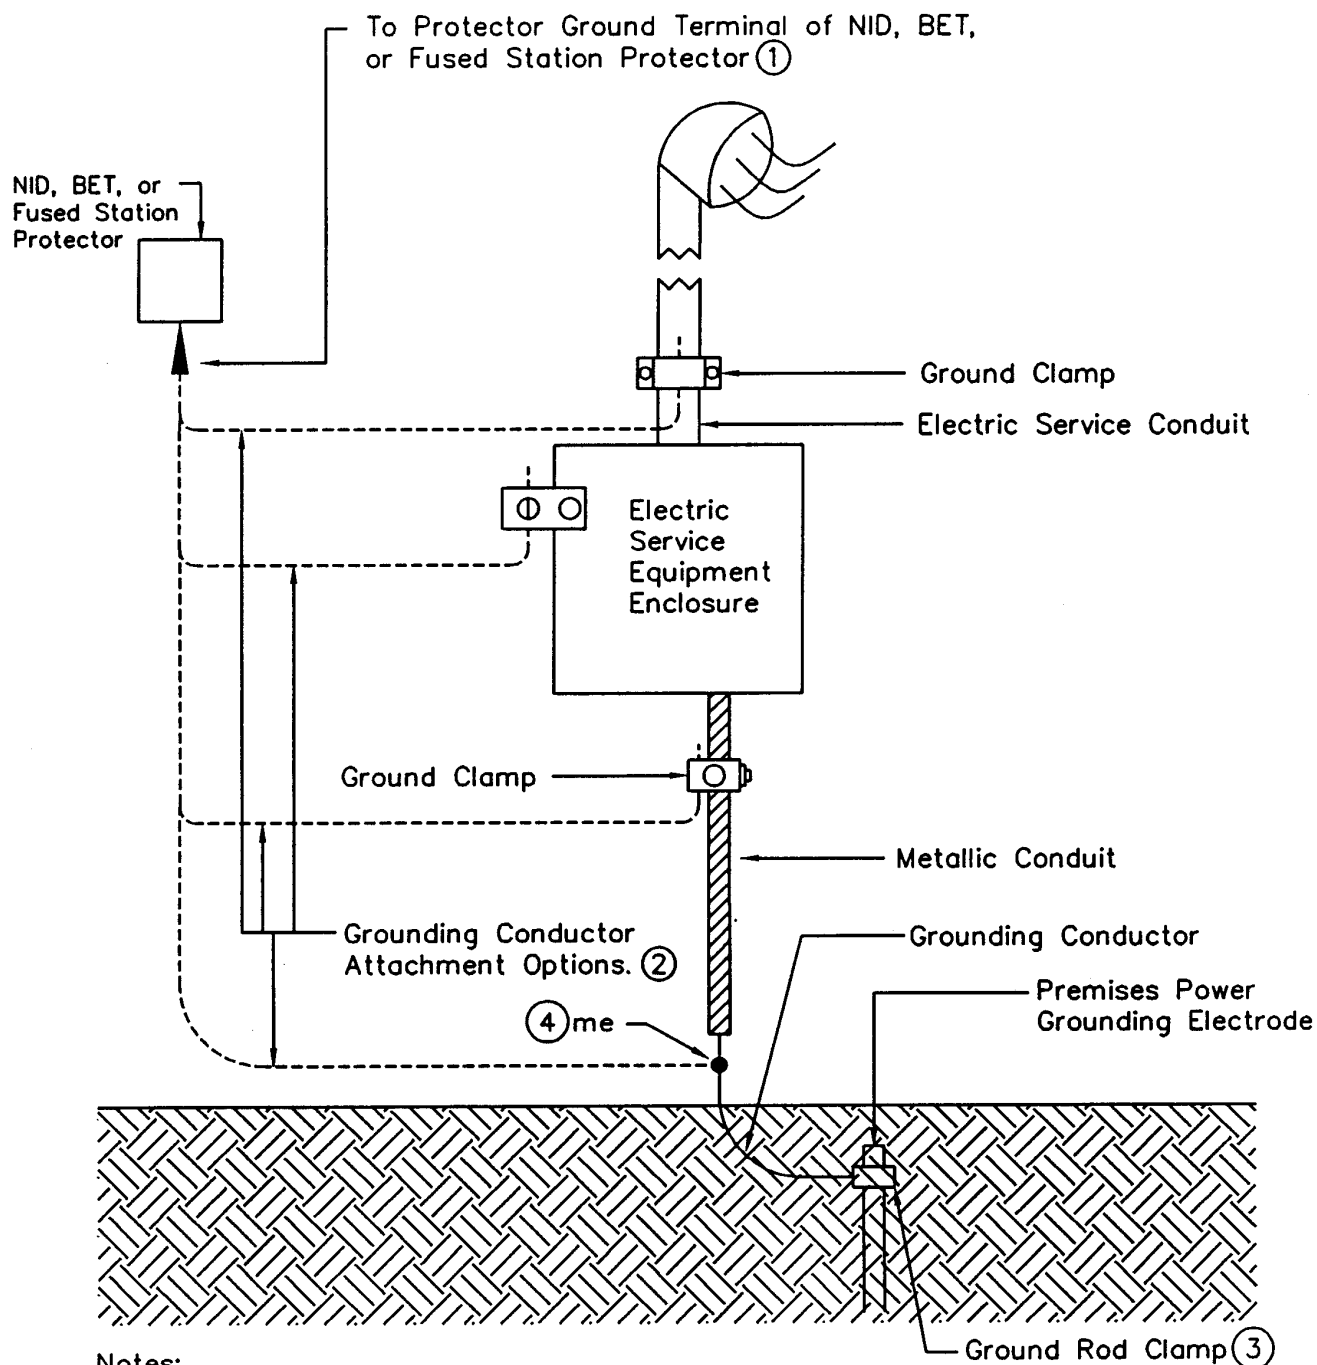 To Protector Ground Terminal of NID, BET,
or Fused Station Protector ①
NID, BET, or
Fused Station
Protector
Ground Clamp
Electric Service Conduit
Electric
Service
Equipment
Enclosure
Ground Clamp
Metallic Conduit
Grounding Conductor
Attachment Options. ②
Grounding Conductor
Premises Power
Grounding Electrode
④ me
Ground Rod Clamp ③
Notes: